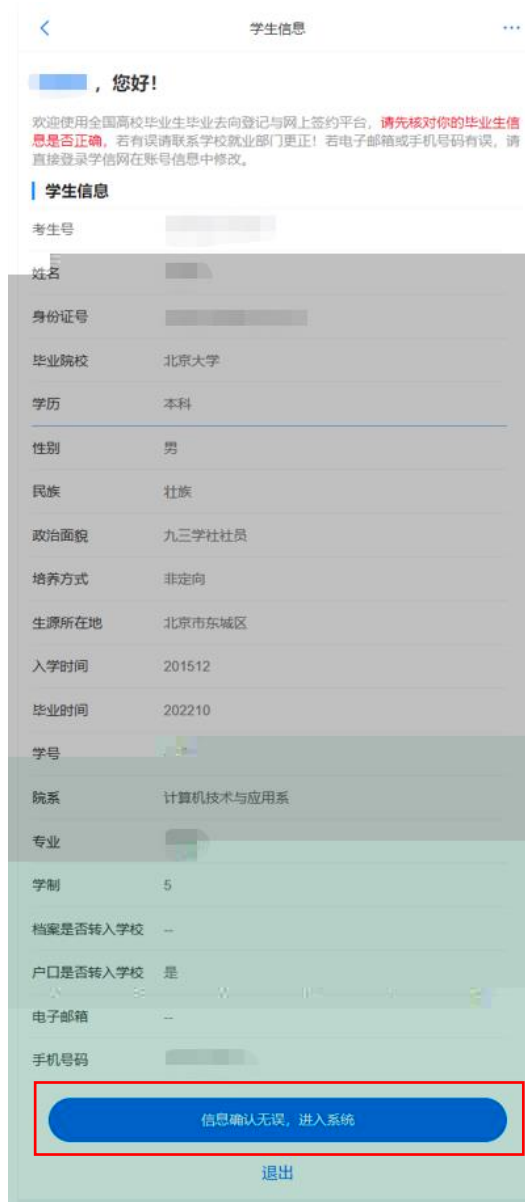 学生信息
，您好！
欢迎使用全国高校毕业生毕业去向登记与网上签约平台，请先核对你的毕业生信
息是否正确，若有误请联系学校就业部门更正！若电子邮箱或手机号码有误，请
直接登录学信网在账号信息中修改。
学生信息
考生号
姓名
身份证号
毕业院校 北京大学
学历 本科
性别 男
民族 壮族
政治面貌 九三学社社员
培养方式 非定向
生源所在地 北京市东城区
入学时间 201512
毕业时间 202210
学号
院系 计算机技术与应用系
专业
学制 5
档案是否转入学校 --
户口是否转入学校 是
电子邮箱 --
手机号码
信息确认无误，进入系统
退出